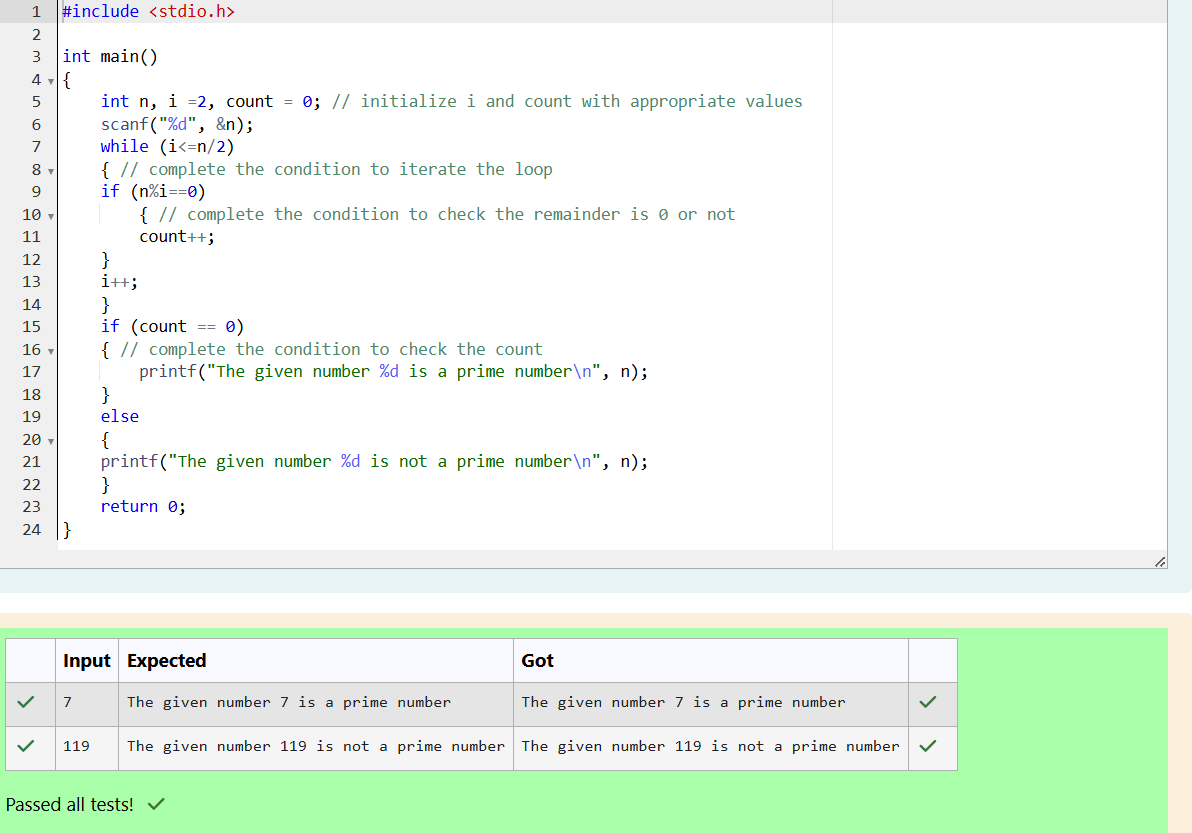 1 #include <stdio.h>
2
3 int main()
4 {
5     int n, i =2, count = 0; // initialize i and count with appropriate values
6     scanf("%d", &n);
7     while (i<=n/2)
8     { // complete the condition to iterate the loop
9     if (n%i==0)
10         { // complete the condition to check the remainder is 0 or not
11         count++;
12     }
13     i++;
14     }
15     if (count == 0)
16     { // complete the condition to check the count
17         printf("The given number %d is a prime number\n", n);
18     }
19     else
20     {
21     printf("The given number %d is not a prime number\n", n);
22     }
23     return 0;
24 }
Input Expected Got
7 The given number 7 is a prime number The given number 7 is a prime number
119 The given number 119 is not a prime number The given number 119 is not a prime number
Passed all tests!